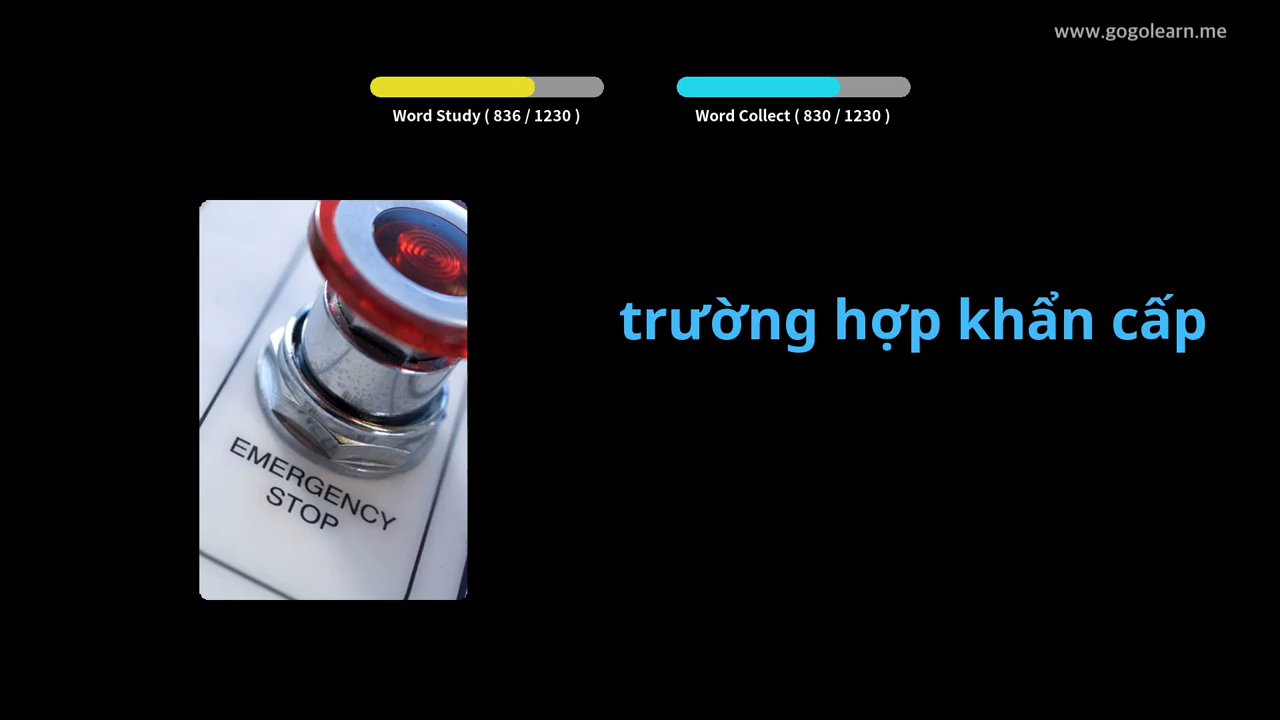 www.gogolearn.me
Word Study ( 836 / 1230 )
Word Collect ( 830 / 1230 )
trường hợp khẩn cấp
EMERGENCY
STOP